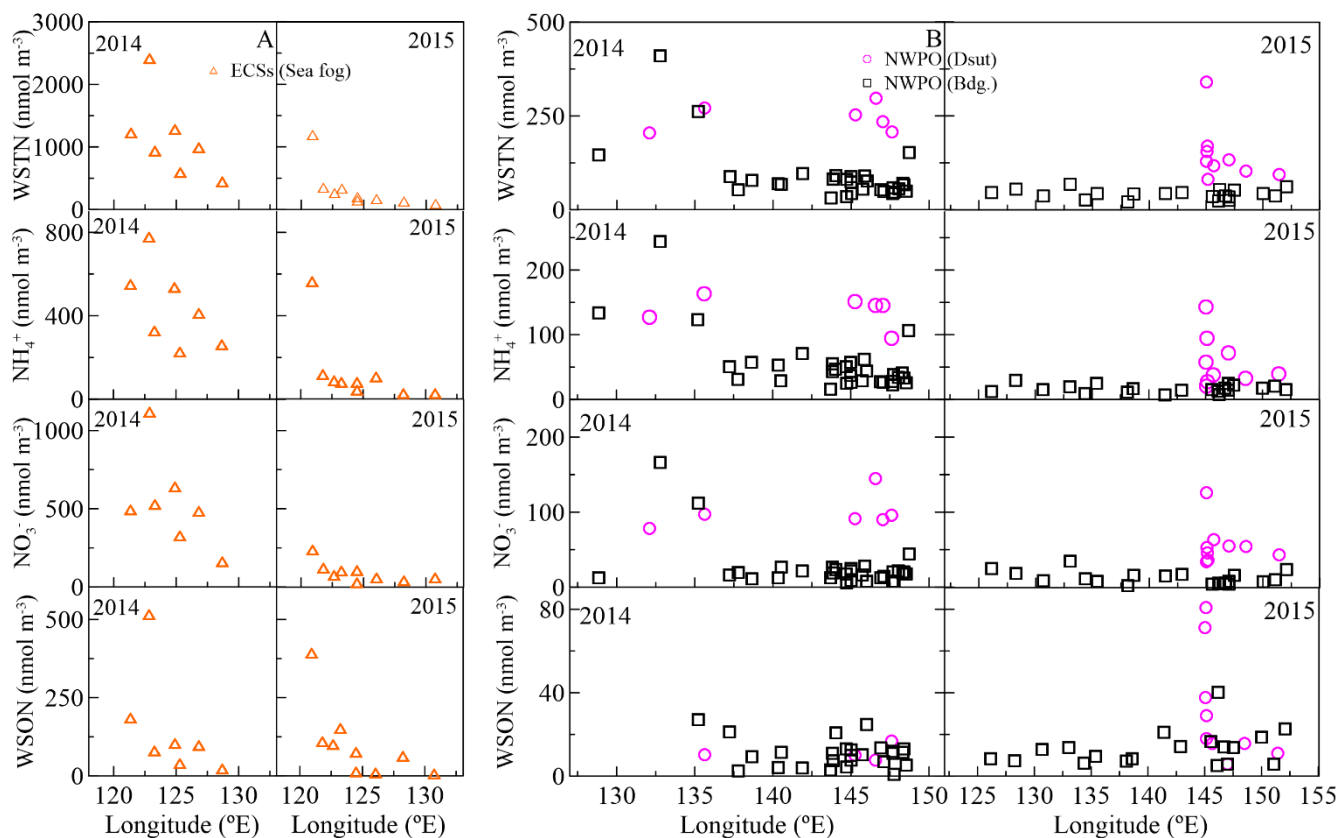 A
2014
2015
ECSs (Sea fog)
WSTN (nmol m⁻³)
3000
2500
2000
1000
0
B
2014
2015
NWPO (Dsut)
NWPO (Bdg.)
WSTN (nmol m⁻³)
500
250
0
2014
2015
NH₄⁺ (nmol m⁻³)
800
400
0
2014
2015
NH₄⁺ (nmol m⁻³)
200
100
0
2014
2015
NO₃⁻ (nmol m⁻³)
1000
500
0
2014
2015
NO₃⁻ (nmol m⁻³)
200
100
0
2014
2015
WSON (nmol m⁻³)
500
250
0
2014
2015
WSON (nmol m⁻³)
80
40
0
120 125 130
120 125 130
130 135 140 145 150
125 130 135 140 145 150 155
Longitude (ºE)
Longitude (ºE)
Longitude (ºE)
Longitude (ºE)